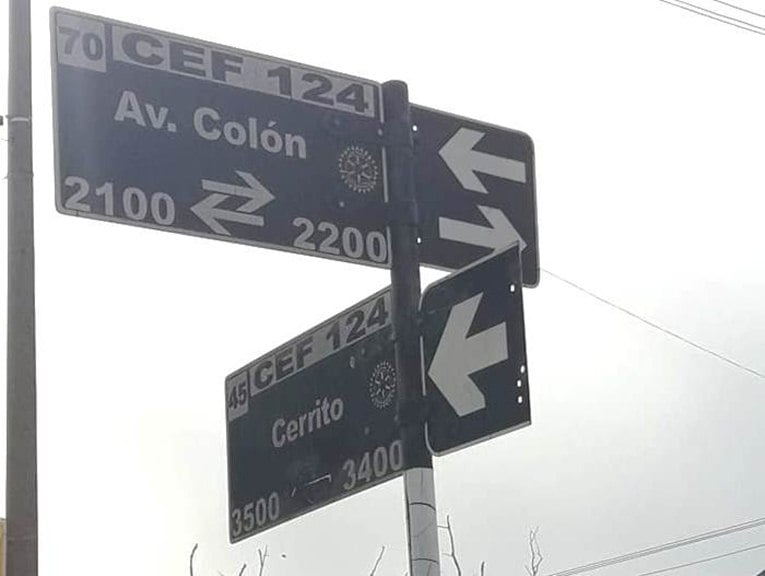 70 CEF 124
Av. Colón
2100 2200
45 CEF 124
Cerrito
3500 3400